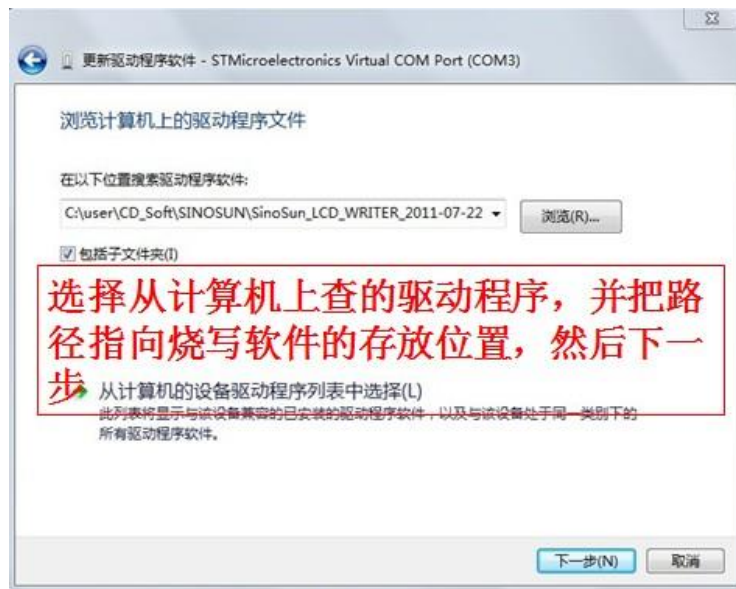 更新驱动程序软件 - STMicroelectronics Virtual COM Port (COM3)
浏览计算机上的驱动程序文件
在以下位置搜索驱动程序软件:
C:\user\CD_Soft\SINOSUN\SinoSun_LCD_WRITER_2011-07-22
浏览(R)...
包括子文件夹(I)
选择从计算机上查的驱动程序，并把路
径指向烧写软件的存放位置，然后下一
步
从计算机的设备驱动程序列表中选择(L)
此列表将显示与该设备兼容的已安装的驱动程序软件，以及与该设备处于同一类别下的
所有驱动程序软件。
下一步(N)
取消